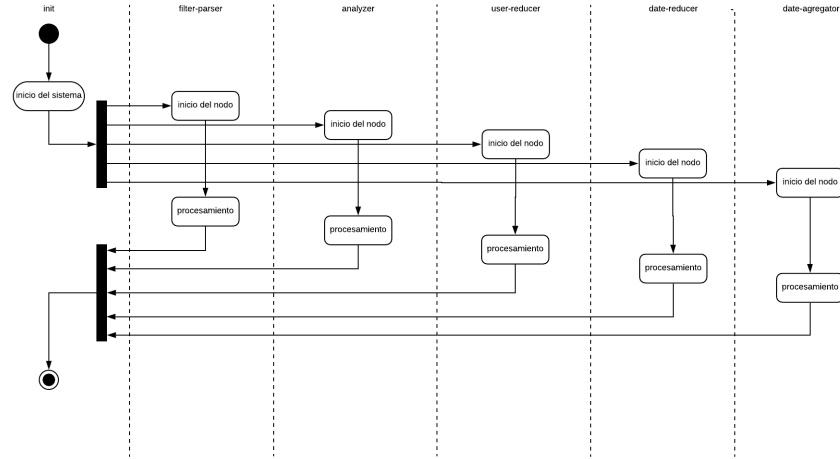 init
filter-parser
analyzer
user-reducer
date-reducer
date-agregator
inicio del sistema
inicio del nodo
inicio del nodo
inicio del nodo
inicio del nodo
inicio del nodo
procesamiento
procesamiento
procesamiento
procesamiento
procesamiento